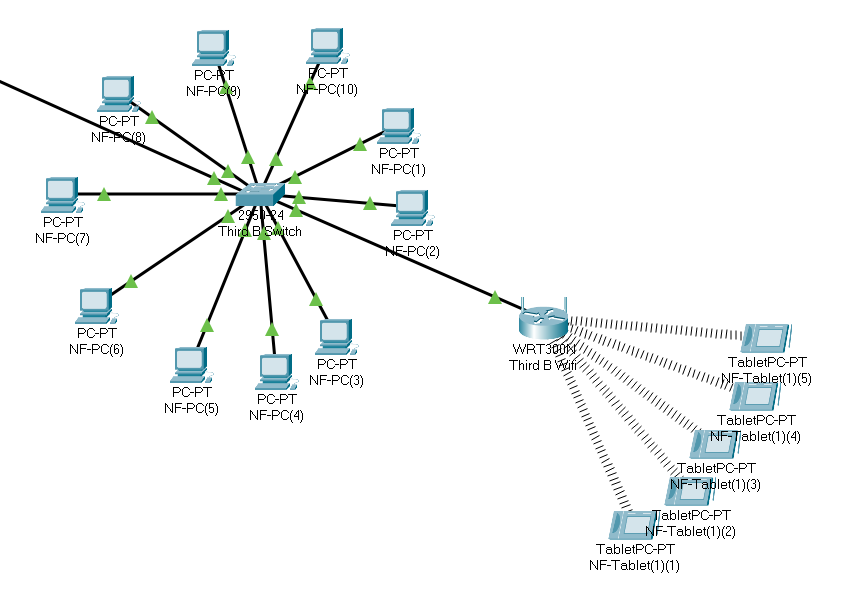 PC-PT
NF-PC(9)
PC-PT
NF-PC(10)
PC-PT
NF-PC(8)
PC-PT
NF-PC(1)
PC-PT
NF-PC(7)
2950-24
Third B Switch
PC-PT
NF-PC(2)
PC-PT
NF-PC(6)
PC-PT
NF-PC(5)
PC-PT
NF-PC(4)
PC-PT
NF-PC(3)
WRT300N
Third B Wifi
TabletPC-PT
NF-Tablet(1)(5)
TabletPC-PT
NF-Tablet(1)(4)
TabletPC-PT
NF-Tablet(1)(3)
TabletPC-PT
NF-Tablet(1)(2)
TabletPC-PT
NF-Tablet(1)(1)